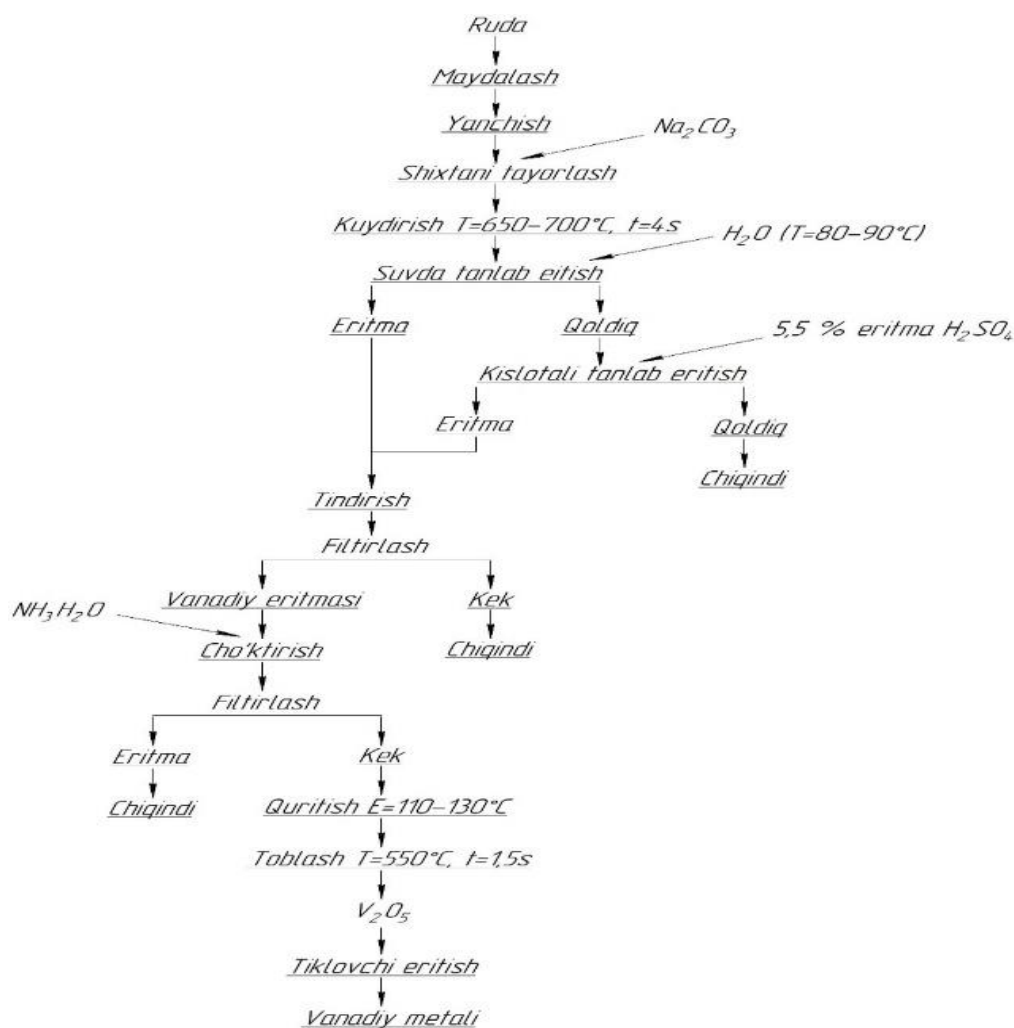 Ruda
Maydalash
Yanchish
Na₂CO₃
Shixtani tayorlash
Kuydirish T=650–700°C, t=4s
H₂O (T=80–90°C)
Suvda tanlab eitish
Eritma
Qoldiq
5,5 % eritma H₂SO₄
Kislotali tanlab eritish
Eritma
Qoldiq
Chiqindi
Tindirish
Filtirlash
Vanadiy eritmasi
Kek
NH₃H₂O
Cho'ktirish
Chiqindi
Filtirlash
Eritma
Kek
Chiqindi
Quritish E=110–130°C
Toblash T=550°C, t=1,5s
V₂O₅
Tiklovchi eritish
Vanadiy metali